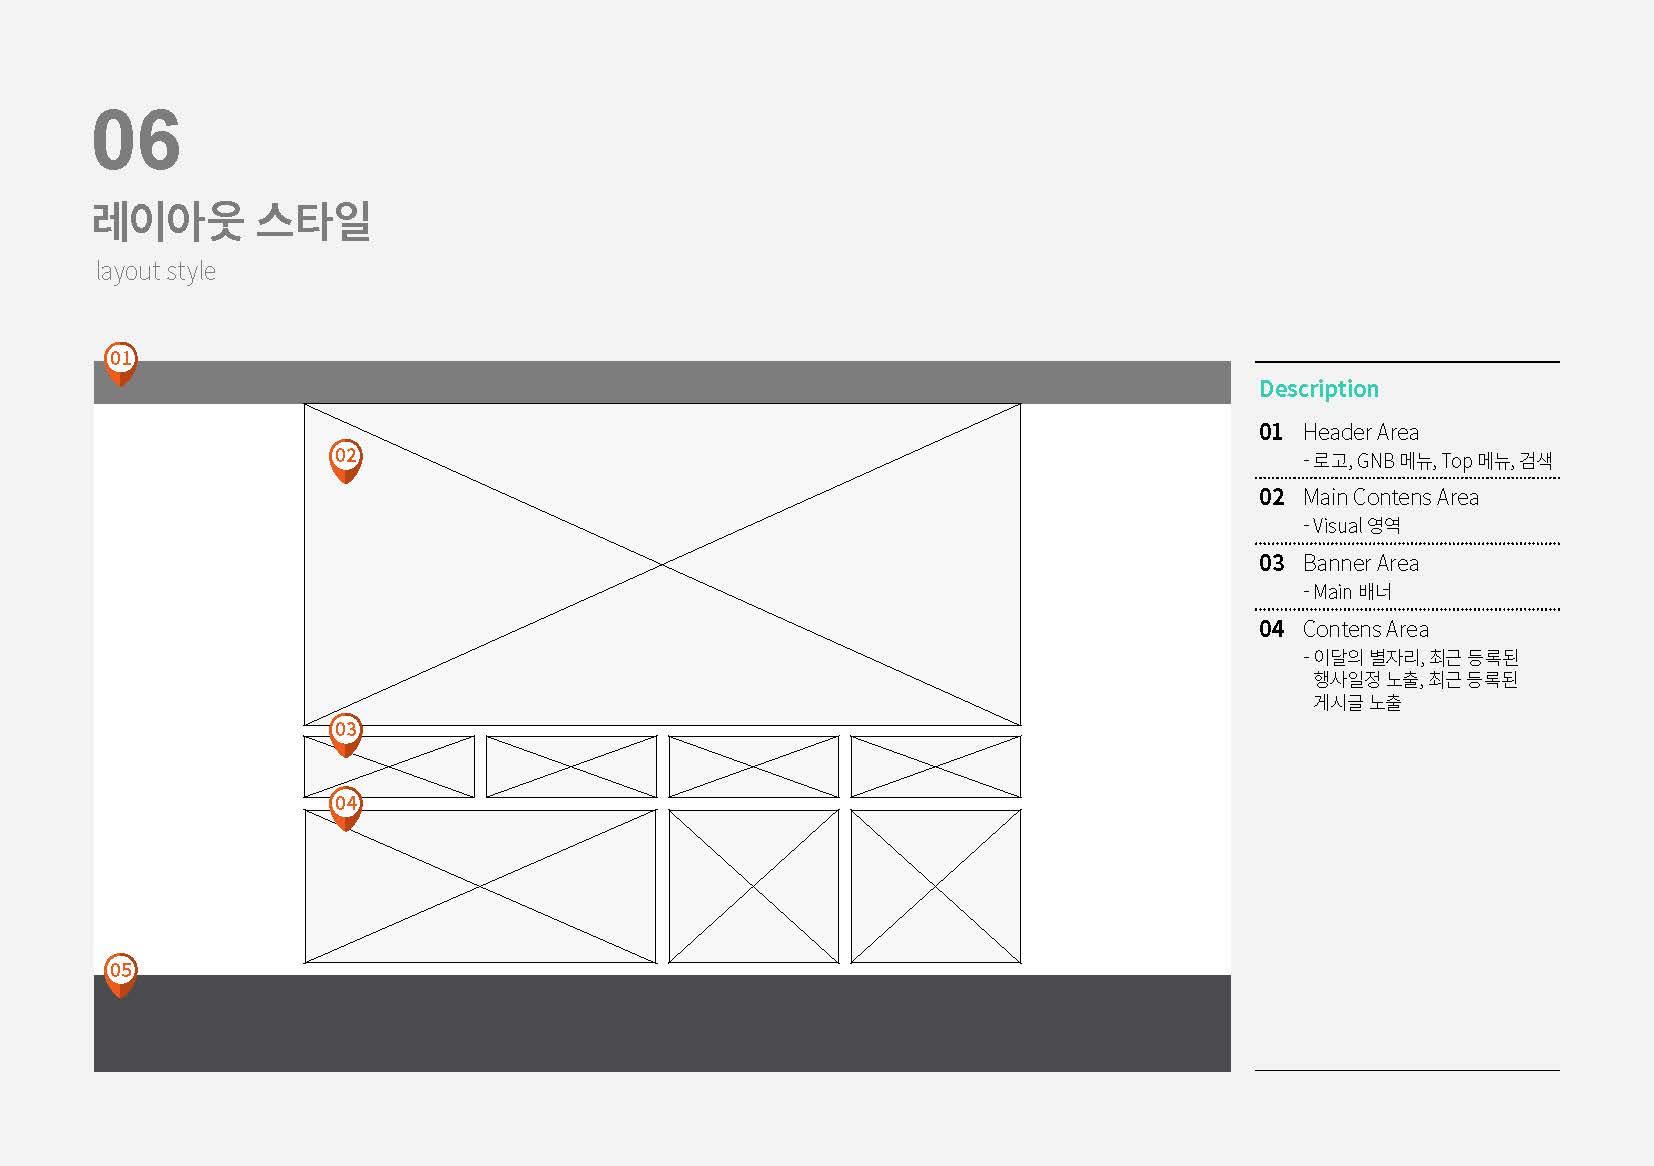 06
레이아웃 스타일
layout style
01
02
03
04
05
Description
01 Header Area
- 로고, GNB 메뉴, Top 메뉴, 검색
02 Main Contens Area
- Visual 영역
03 Banner Area
- Main 배너
04 Contens Area
- 이달의 별자리, 최근 등록된
행사일정 노출, 최근 등록된
게시글 노출